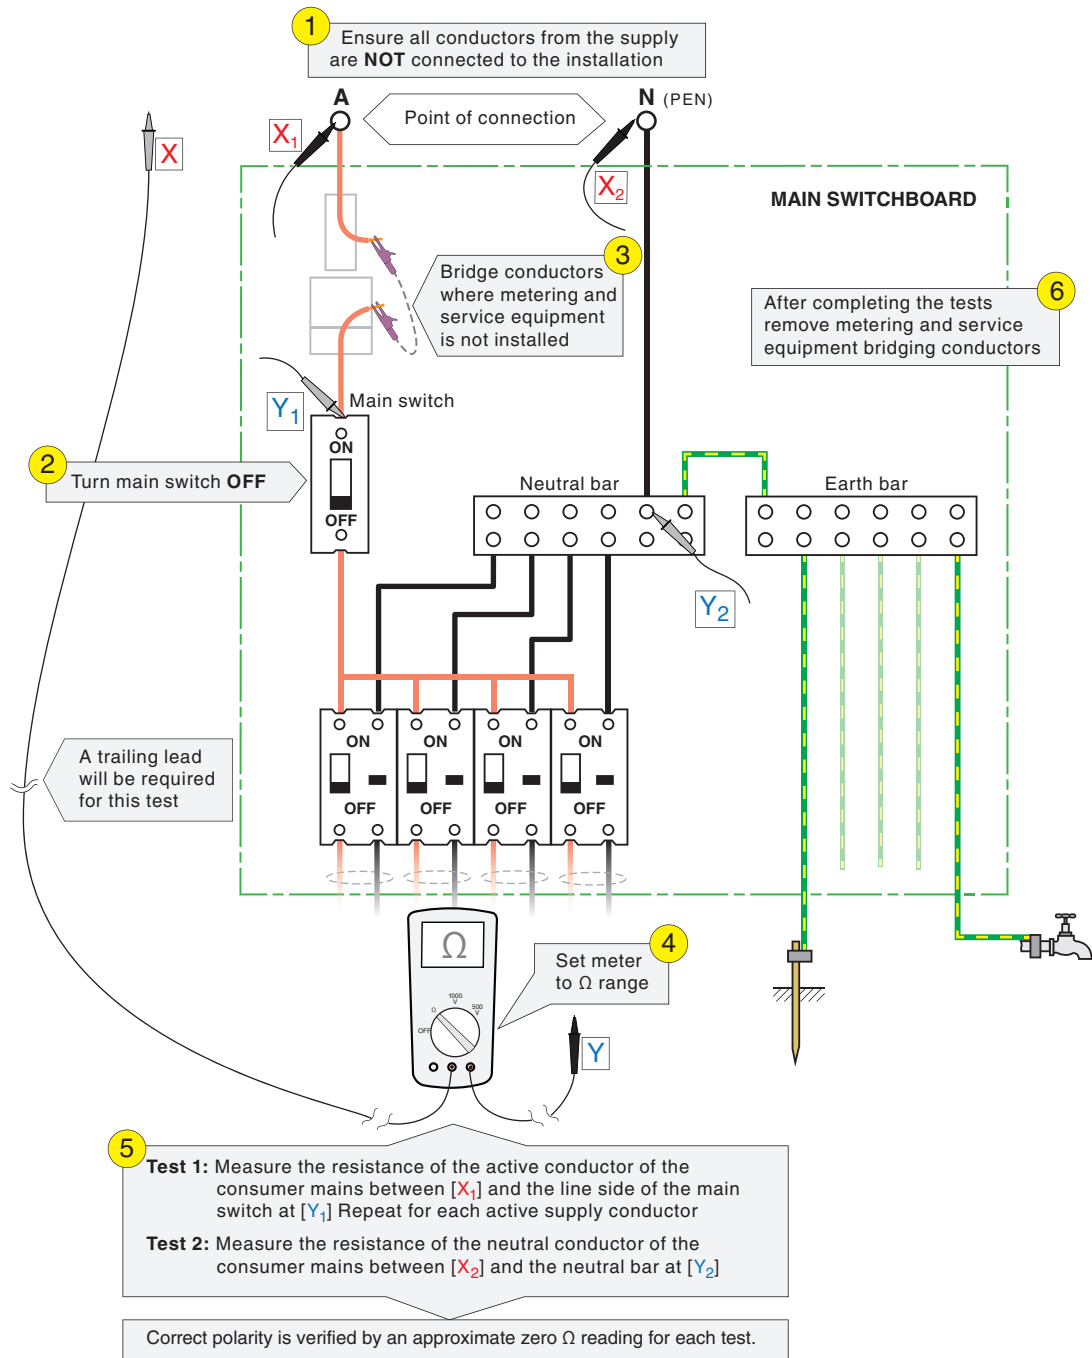 1
Ensure all conductors from the supply
are NOT connected to the installation
A
N (PEN)
Point of connection
X
X1
X2
MAIN SWITCHBOARD
3
Bridge conductors
where metering and
service equipment
is not installed
6
After completing the tests
remove metering and service
equipment bridging conductors
Y1
Main switch
ON
OFF
2
Turn main switch OFF
Neutral bar
Earth bar
Y2
ON
ON
ON
ON
OFF
OFF
OFF
OFF
A trailing lead
will be required
for this test
Ω
1000
V
500
V
Ω
OFF
4
Set meter
to Ω range
Y
5
Test 1: Measure the resistance of the active conductor of the
consumer mains between [X1] and the line side of the main
switch at [Y1] Repeat for each active supply conductor
Test 2: Measure the resistance of the neutral conductor of the
consumer mains between [X2] and the neutral bar at [Y2]
Correct polarity is verified by an approximate zero Ω reading for each test.